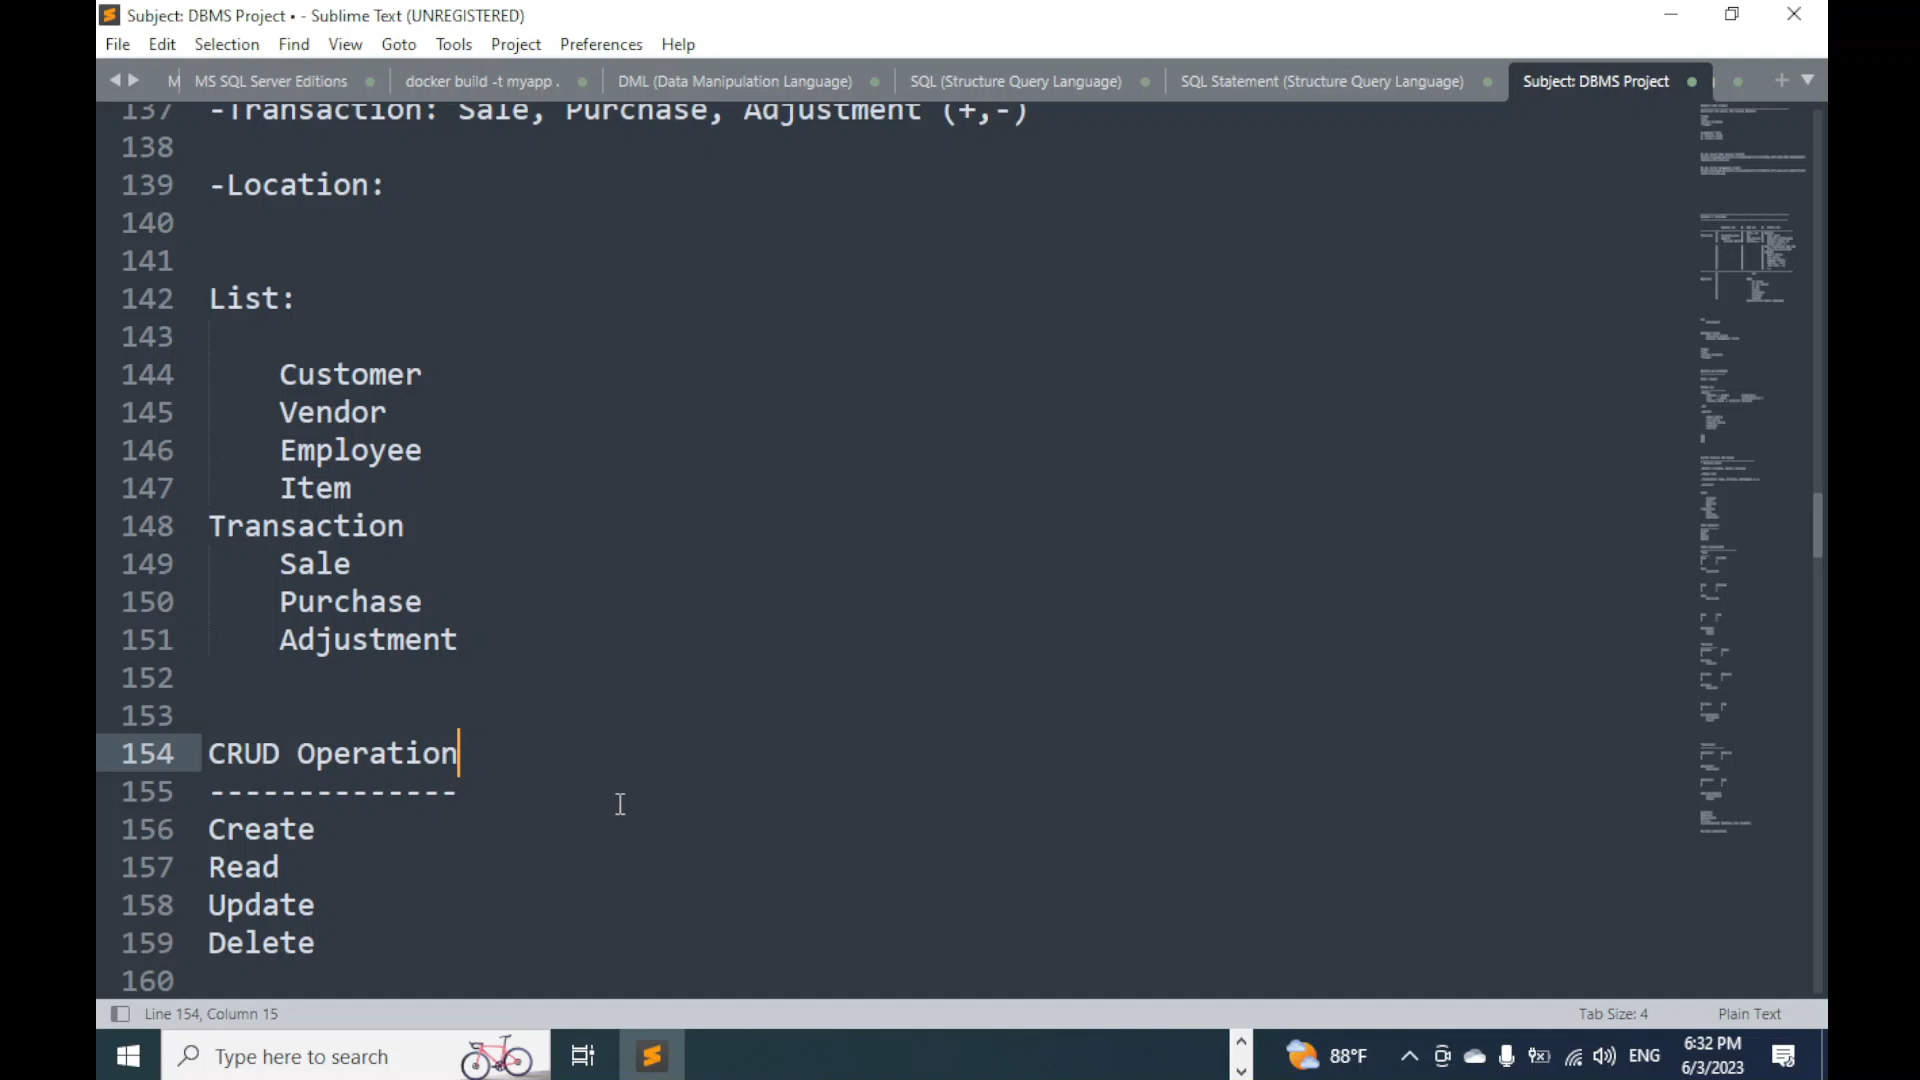 Subject: DBMS Project • - Sublime Text (UNREGISTERED)
File Edit Selection Find View Goto Tools Project Preferences Help
M MS SQL Server Editions docker build -t myapp . DML (Data Manipulation Language) SQL (Structure Query Language) SQL Statement (Structure Query Language) Subject: DBMS Project
137 -Transaction: Sale, Purchase, Adjustment (+,-)
138
139 -Location:
140
141
142 List:
143
144 Customer
145 Vendor
146 Employee
147 Item
148 Transaction
149 Sale
150 Purchase
151 Adjustment
152
153
154 CRUD Operation
155 --------------
156 Create
157 Read
158 Update
159 Delete
160
Line 154, Column 15 Tab Size: 4 Plain Text
Type here to search 88°F ENG 6:32 PM
6/3/2023